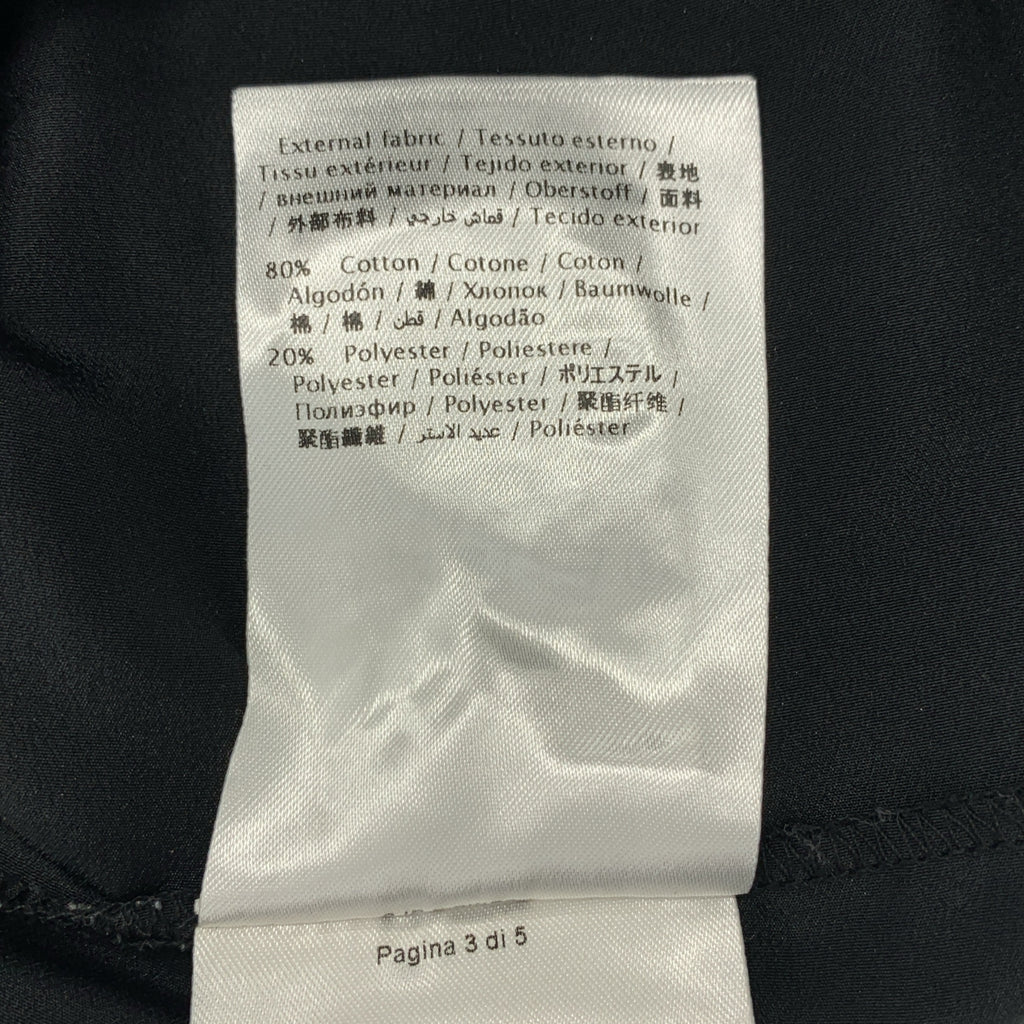 External fabric / Tessuto esterno /
Tissu extérieur / Tejido exterior / 表地
/ внешний материал / Oberstoff / 面料
/ 外部布料 / قماش خارجي / Tecido exterior
80% Cotton / Cotone / Coton /
Algodón / 綿 / Хлопок / Baumwolle /
棉 / 棉 / قطن / Algodão
20% Polyester / Poliestere /
Polyester / Poliéster / ポリエステル /
Полиэфир / Polyester / 聚酯纤维 /
聚酯纖維 / عديد الاستر / Poliéster
Pagina 3 di 5